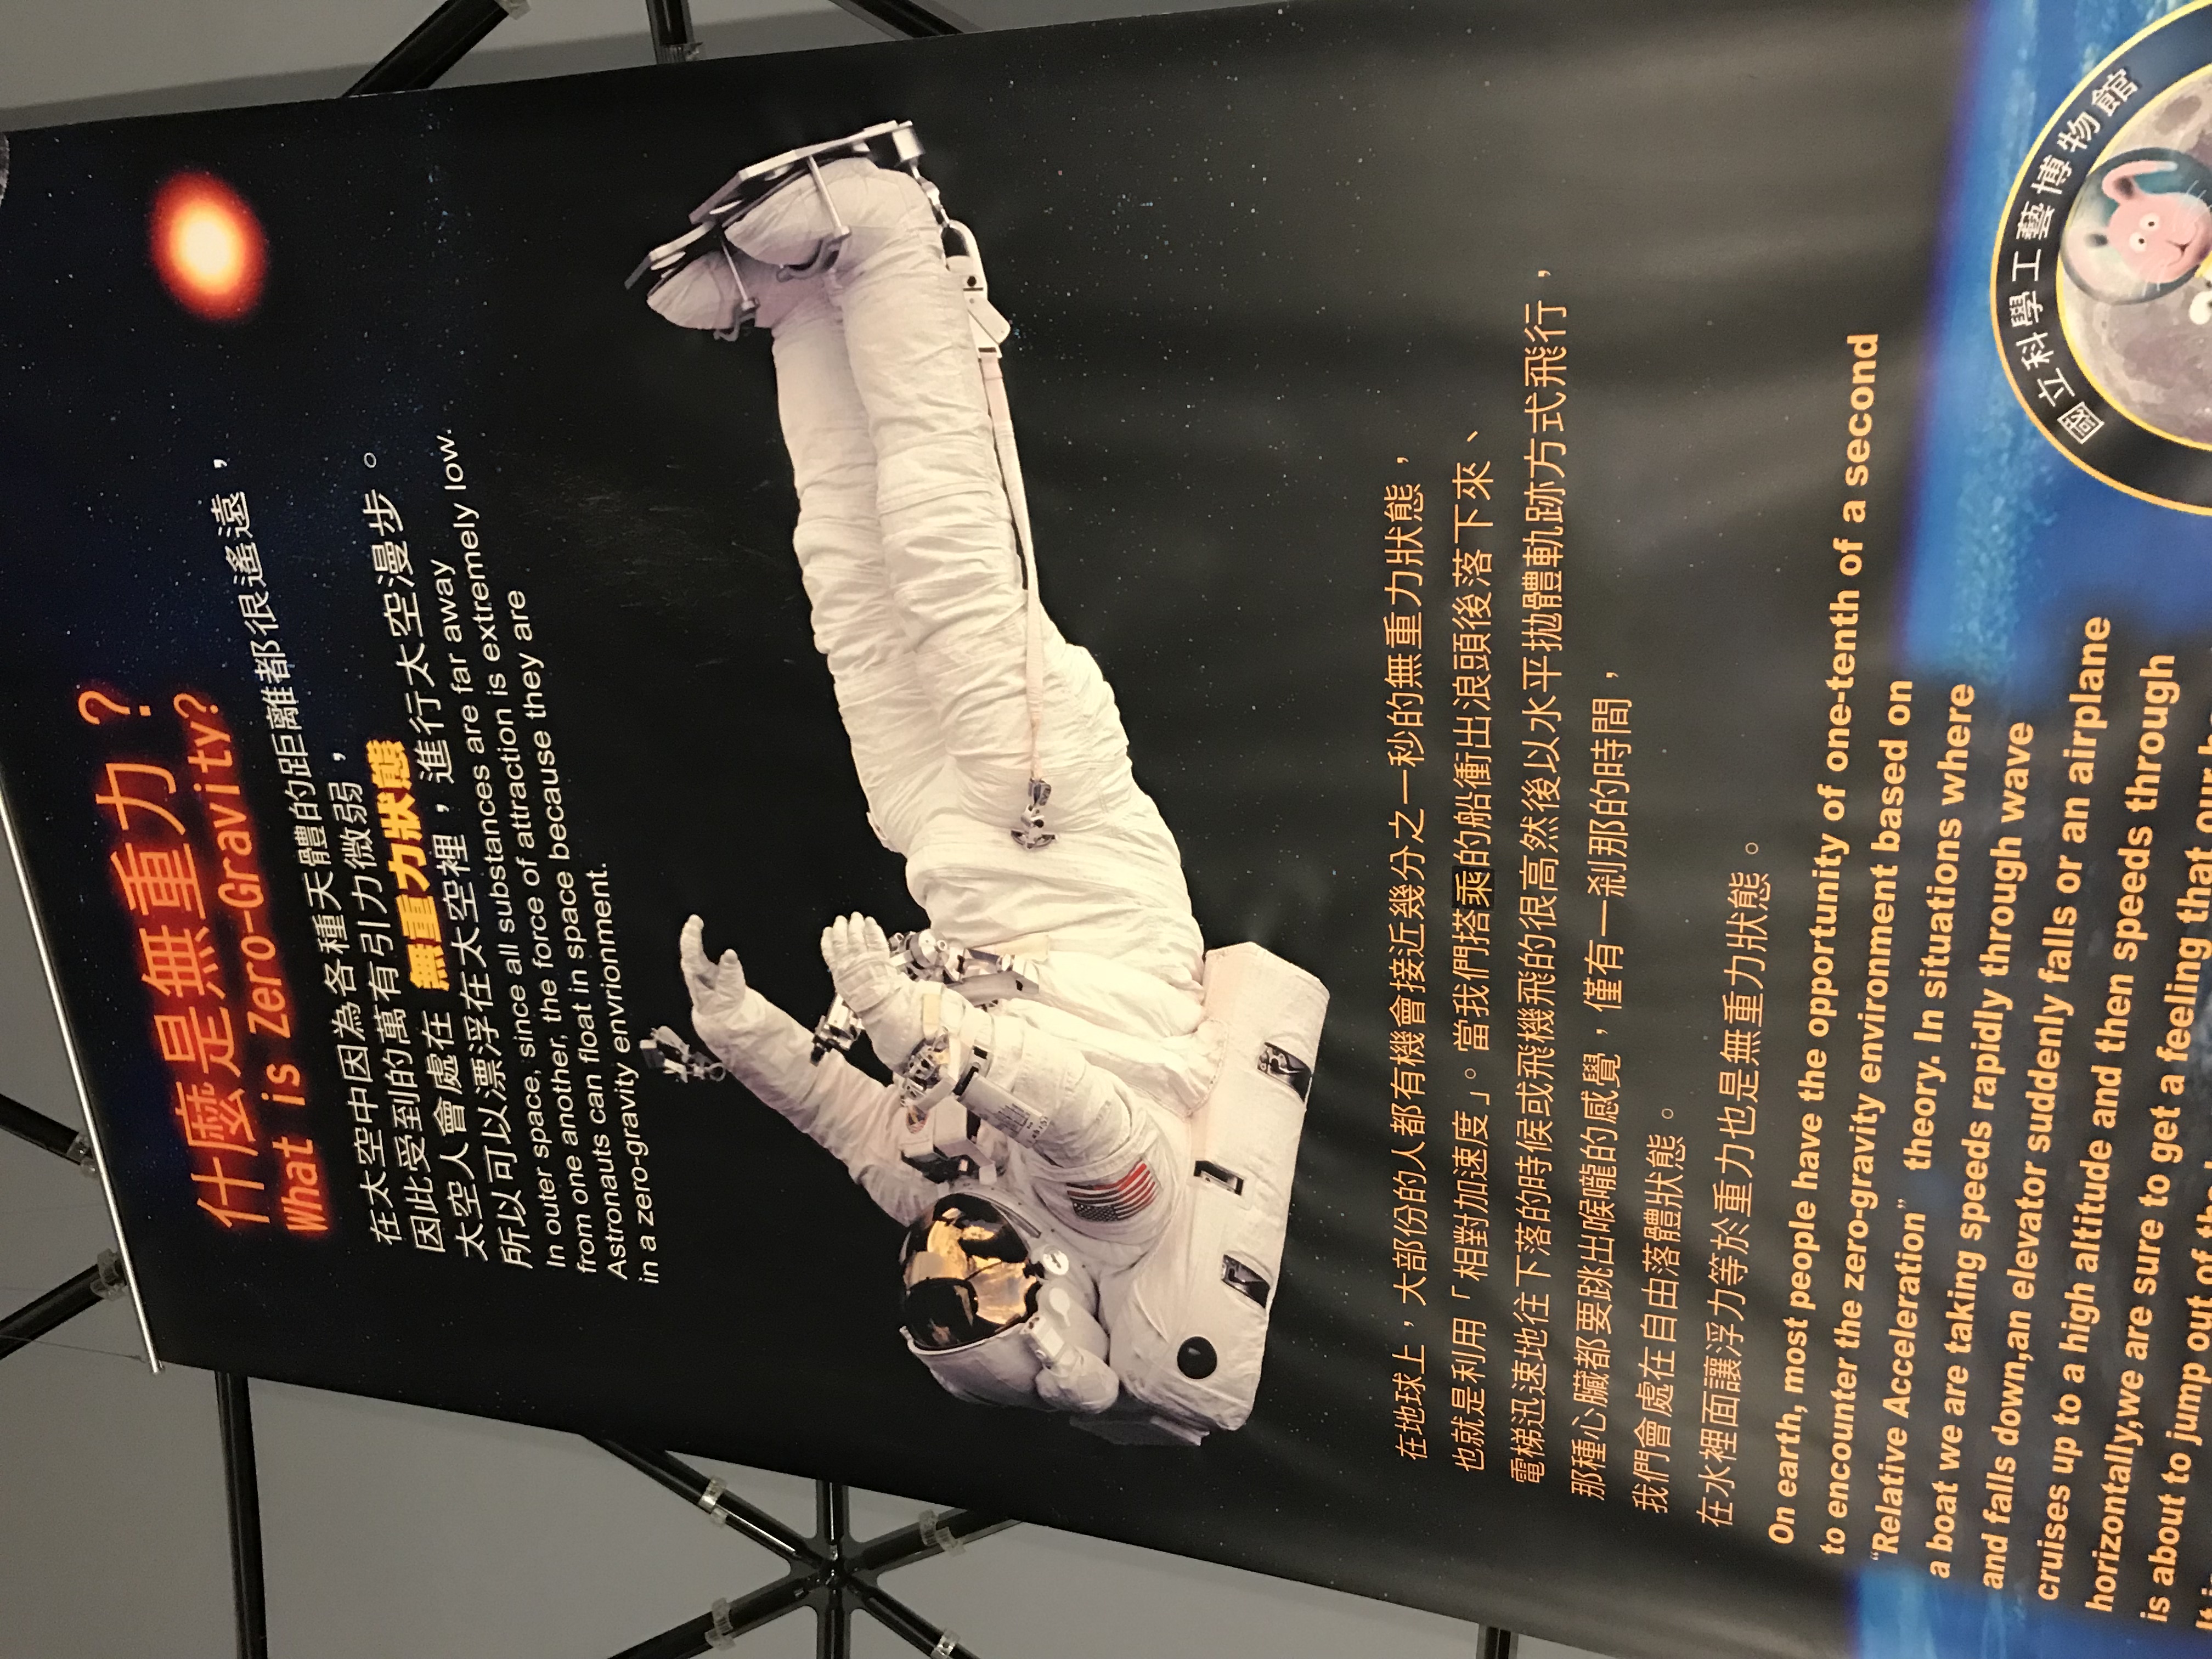 什麼是無重力？
What is Zero-Gravity?
在太空中因為各種天體的距離都很遙遠，
因此受到的萬有引力微弱，
太空人會處在 無重力狀態
所以可以漂浮在太空裡，進行太空漫步。
In outer space, since all substances are far away
from one another, the force of attraction is extremely low.
Astronauts can float in space because they are
in a zero-gravity envrionment.
在地球上，大部份的人都有機會接近幾分之一秒的無重力狀態，
也就是利用「相對加速度」。當我們搭乘的船衝出浪頭後落下來、
電梯迅速地往下落的時候或飛機飛的很高然後以水平拋體軌跡方式飛行，
那種心臟都要跳出喉嚨的感覺，僅有一剎那的時間，
我們會處在自由落體狀態。
在水裡面讓浮力等於重力也是無重力狀態。
On earth, most people have the opportunity of one-tenth of a second
to encounter the zero-gravity environment based on
“Relative Acceleration” theory. In situations where
a boat we are taking speeds rapidly through wave
and falls down,an elevator suddenly falls or an airplane
cruises up to a high altitude and then speeds through
horizontally,we are sure to get a feeling that our
is about to jump out of
國立科學工藝博物館